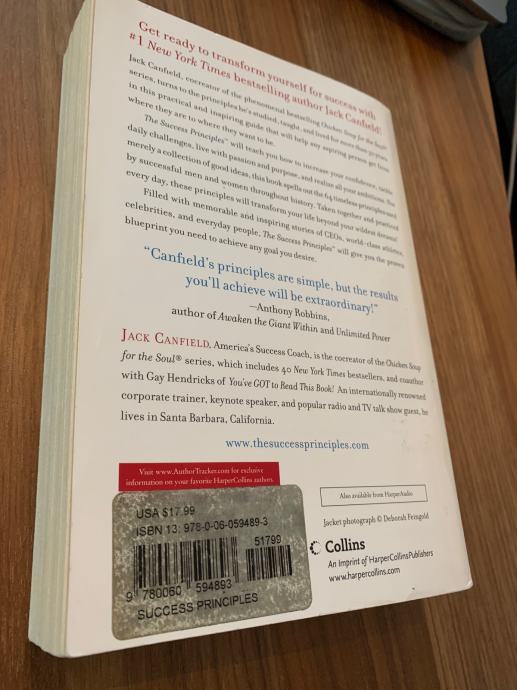 Get ready to transform yourself for success with
#1 New York Times bestselling author Jack Canfield!
Jack Canfield, cocreator of the phenomenal bestselling Chicken Soup for the Soul®
series, turns to the principles he's studied, taught, and lived for more than 30 years
in this practical and inspiring guide that will help any aspiring person get from
where they are to where they want to be.
The Success Principles™ will teach you how to increase your confidence, tackle
daily challenges, live with passion and purpose, and realize all your ambitions. Not
merely a collection of good ideas, this book spells out the 64 timeless principles used
by successful men and women throughout history. Taken together and practiced
every day, these principles will transform your life beyond your wildest dreams!
Filled with memorable and inspiring stories of CEOs, world-class athletes,
celebrities, and everyday people, The Success Principles™ will give you the proven
blueprint you need to achieve any goal you desire.
"Canfield's principles are simple, but the results
you'll achieve will be extraordinary!"
—Anthony Robbins,
author of Awaken the Giant Within and Unlimited Power
JACK CANFIELD, America's Success Coach, is the cocreator of the Chicken Soup
for the Soul® series, which includes 40 New York Times bestsellers, and coauthor
with Gay Hendricks of You've GOT to Read This Book! An internationally renowned
corporate trainer, keynote speaker, and popular radio and TV talk show guest, he
lives in Santa Barbara, California.
www.thesuccessprinciples.com
Visit www.AuthorTracker.com for exclusive
information on your favorite HarperCollins authors.
Also available from HarperAudio
Jacket photograph © Deborah Feingold
USA $17.99
ISBN 13: 978-0-06-059489-3
51799
9 780060 594893
SUCCESS PRINCIPLES
Collins
An Imprint of HarperCollinsPublishers
www.harpercollins.com